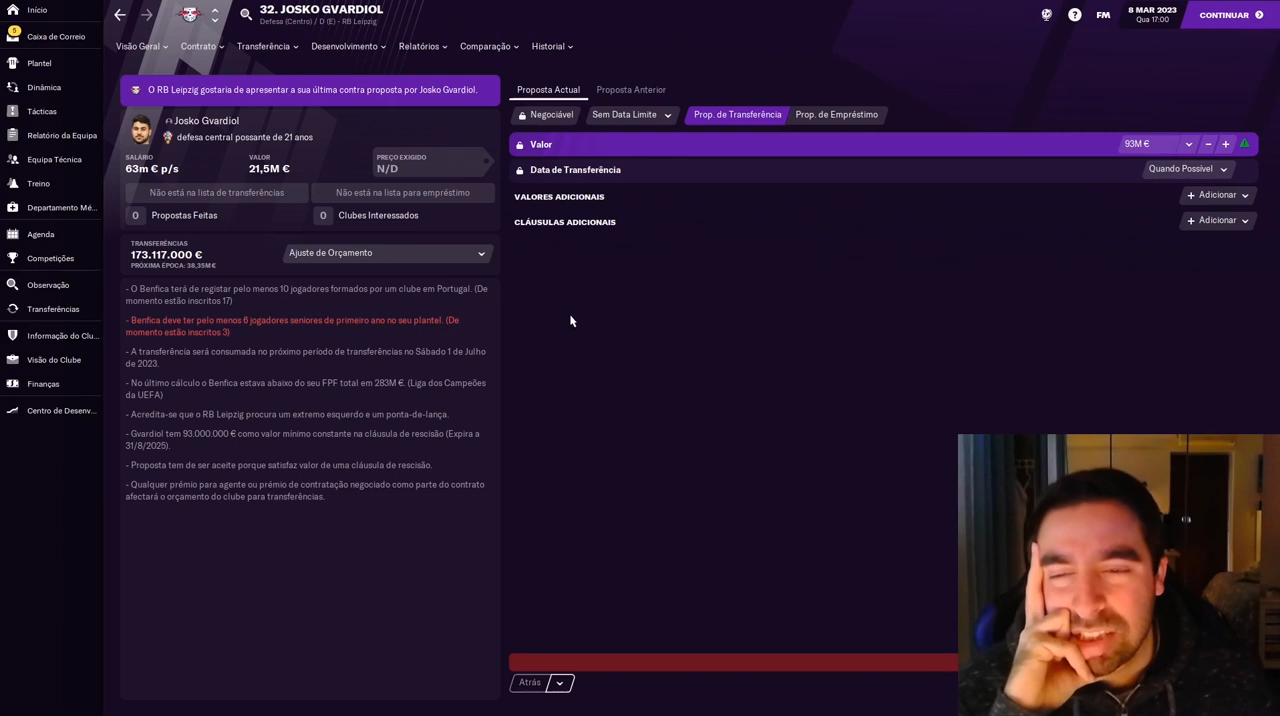 Início
5
Caixa de Correio
Plantel
Dinâmica
Tácticas
Relatório da Equipa
Equipa Técnica
Treino
Departamento Mé...
Agenda
Competições
Observação
Transferências
Informação do Clu...
Visão do Clube
Finanças
Centro de Desenv...
32. JOSKO GVARDIOL
Defesa (Centro) / D (E) - RB Leipzig
FM
8 MAR 2023
Qua 17:00
CONTINUAR
Visão Geral
Contrato
Transferência
Desenvolvimento
Relatórios
Comparação
Historial
O RB Leipzig gostaria de apresentar a sua última contra proposta por Josko Gvardiol.
Josko Gvardiol
defesa central possante de 21 anos
SALÁRIO
63m € p/s
VALOR
21,5M €
PREÇO EXIGIDO
N/D
Não está na lista de transferências
Não está na lista para empréstimo
0 Propostas Feitas
0 Clubes Interessados
TRANSFERÊNCIAS
173.117.000 €
PRÓXIMA ÉPOCA: 38,35M €
Ajuste de Orçamento
- O Benfica terá de registar pelo menos 10 jogadores formados por um clube em Portugal. (De
momento estão inscritos 17)
- Benfica deve ter pelo menos 6 jogadores seniores de primeiro ano no seu plantel. (De
momento estão inscritos 3)
- A transferência será consumada no próximo período de transferências no Sábado 1 de Julho
de 2023.
- No último cálculo o Benfica estava abaixo do seu FPF total em 283M €. (Liga dos Campeões
da UEFA)
- Acredita-se que o RB Leipzig procura um extremo esquerdo e um ponta-de-lança.
- Gvardiol tem 93.000.000 € como valor mínimo constante na cláusula de rescisão (Expira a
31/8/2025).
- Proposta tem de ser aceite porque satisfaz valor de uma cláusula de rescisão.
- Qualquer prémio para agente ou prémio de contratação negociado como parte do contrato
afectará o orçamento do clube para transferências.
Proposta Actual
Proposta Anterior
Negociável
Sem Data Limite
Prop. de Transferência
Prop. de Empréstimo
Valor
93M €
Data de Transferência
Quando Possível
VALORES ADICIONAIS
Adicionar
CLÁUSULAS ADICIONAIS
Adicionar
Atrás